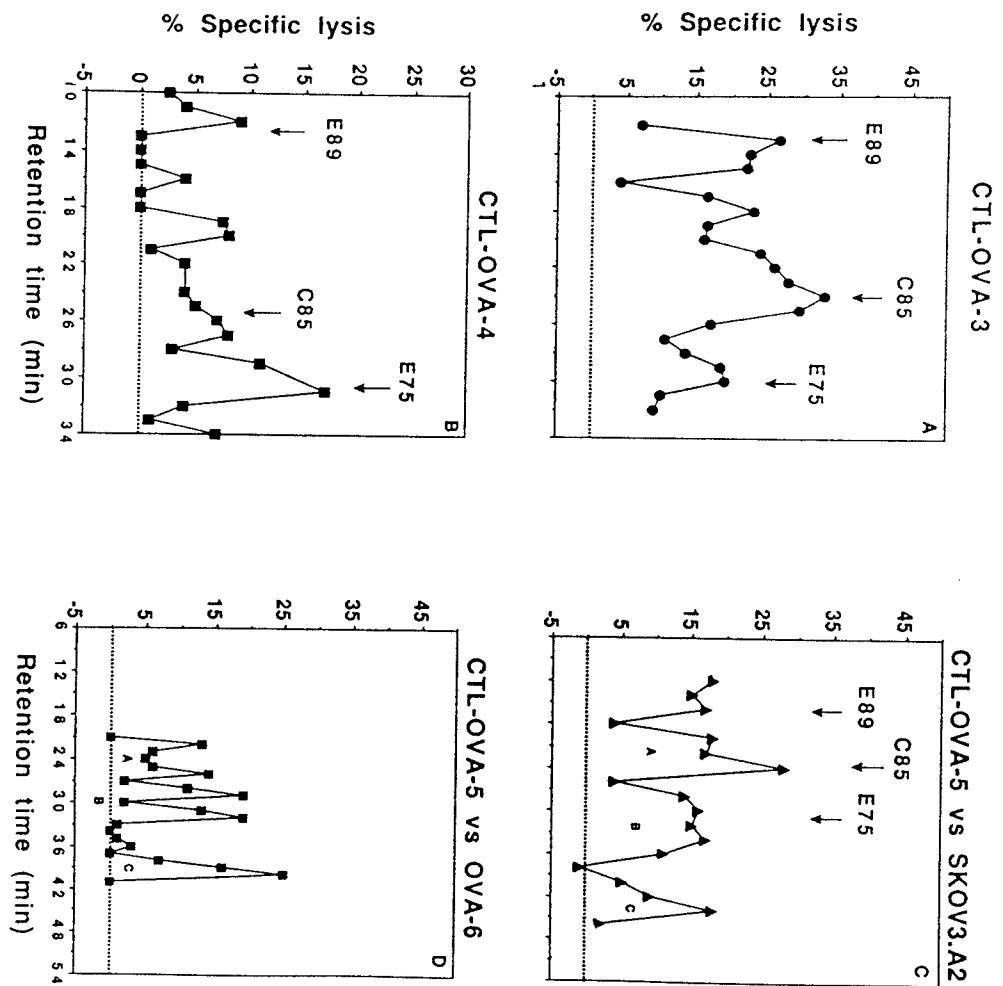 CTL-OVA-3
% Specific lysis
45
35
25
15
5
-5
1
E89
C85
E75
A
CTL-OVA-5 vs SKOV3.A2
45
35
25
15
5
-5
E89
C85
E75
A
B
C
C
CTL-OVA-4
% Specific lysis
30
25
20
15
10
5
0
-5
E89
C85
E75
B
10 14 18 22 26 30 34
Retention time (min)
CTL-OVA-5 vs OVA-6
45
35
25
15
5
-5
A
B
C
D
6 12 18 24 30 36 42 48 54
Retention time (min)